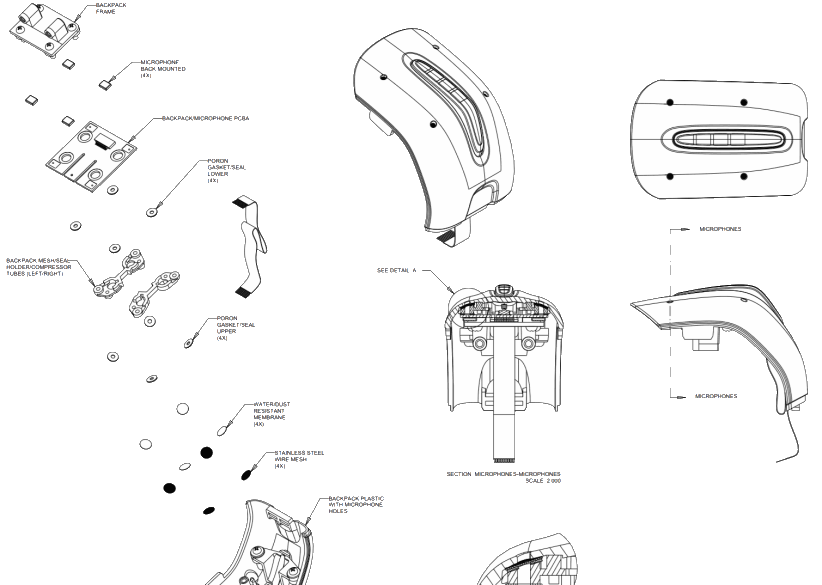 BACKPACK
FRAME
MICROPHONE
BACK MOUNTED
(4X)
BACKPACK/MICROPHONE PCBA
PORON
GASKET/SEAL
LOWER
(4X)
BACKPACK MESH/SEAL
HOLDER/COMPRESSOR
TUBES (LEFT/RIGHT)
PORON
GASKET/SEAL
UPPER
(4X)
WATER/DUST
RESISTANT
MEMBRANE
(4X)
STAINLESS STEEL
WIRE MESH
(4X)
BACKPACK PLASTIC
WITH MICROPHONE
HOLES
SEE DETAIL A
SECTION MICROPHONES-MICROPHONES
SCALE 2.000
MICROPHONES
MICROPHONES